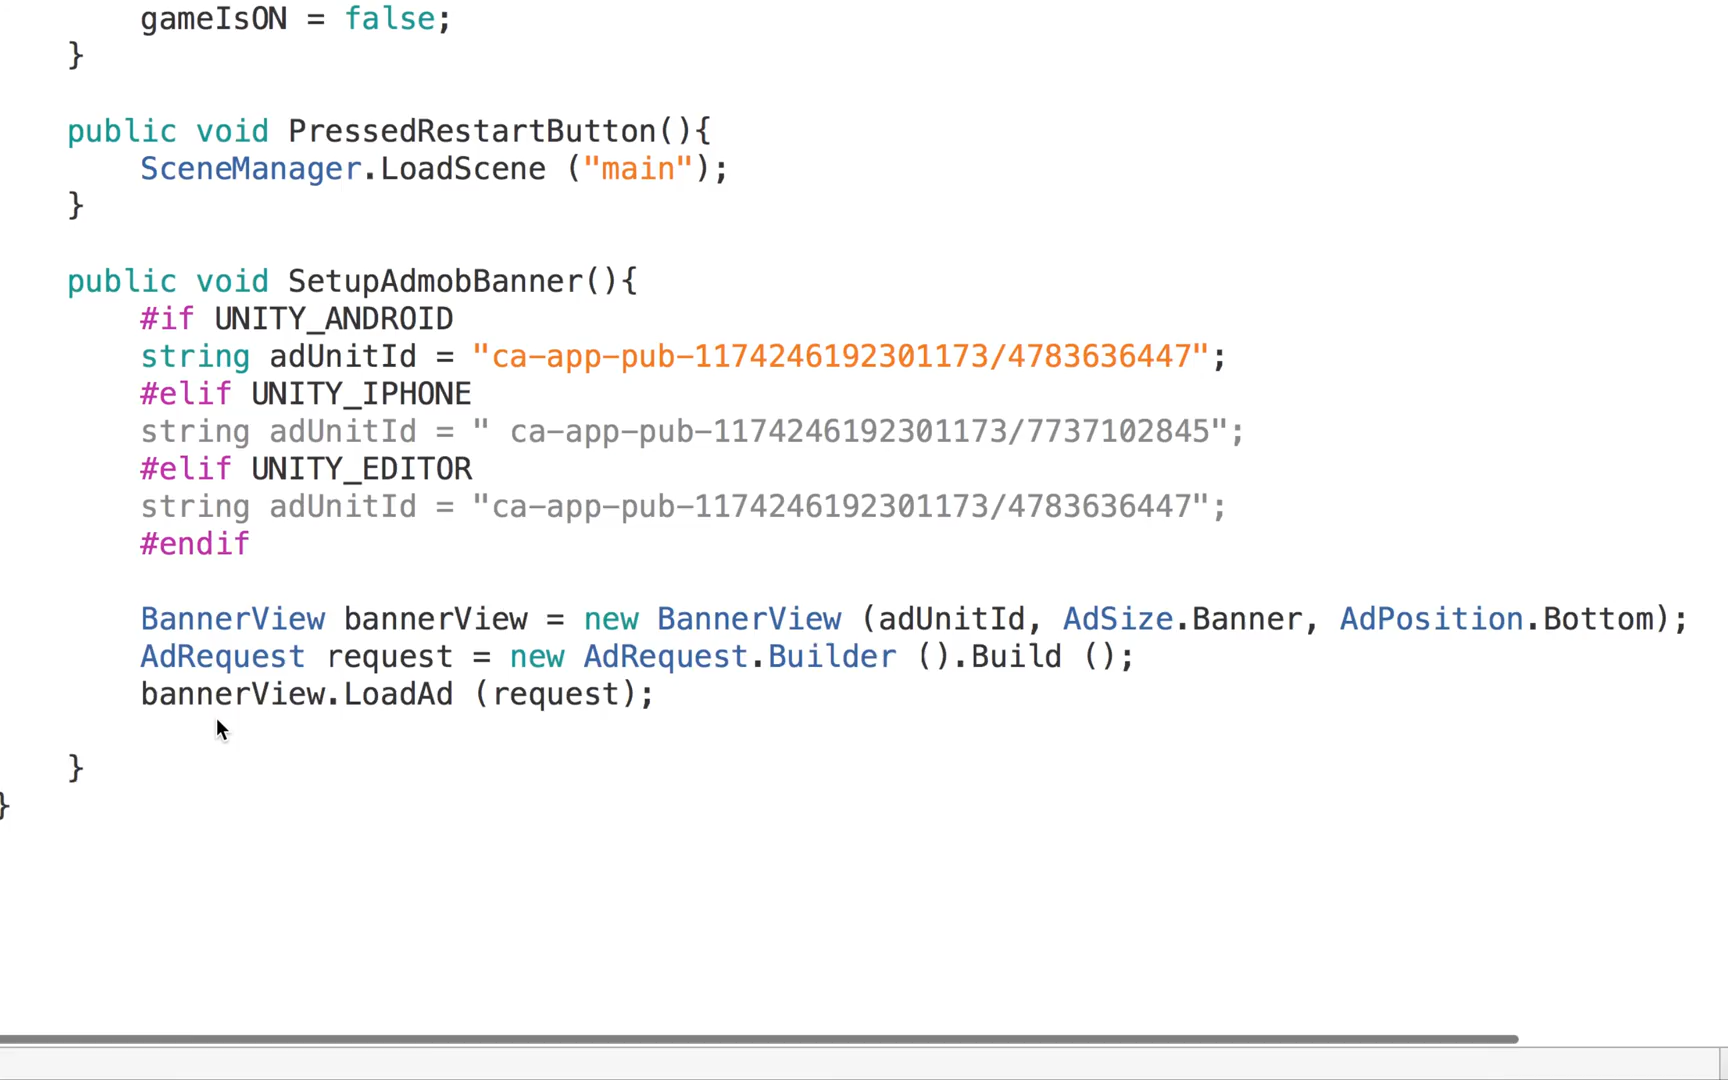 gameIsON = false;
}
public void PressedRestartButton(){
SceneManager.LoadScene ("main");
}
public void SetupAdmobBanner(){
#if UNITY_ANDROID
string adUnitId = "ca-app-pub-1174246192301173/4783636447";
#elif UNITY_IPHONE
string adUnitId = " ca-app-pub-1174246192301173/7737102845";
#elif UNITY_EDITOR
string adUnitId = "ca-app-pub-1174246192301173/4783636447";
#endif
BannerView bannerView = new BannerView (adUnitId, AdSize.Banner, AdPosition.Bottom);
AdRequest request = new AdRequest.Builder ().Build ();
bannerView.LoadAd (request);
}
}